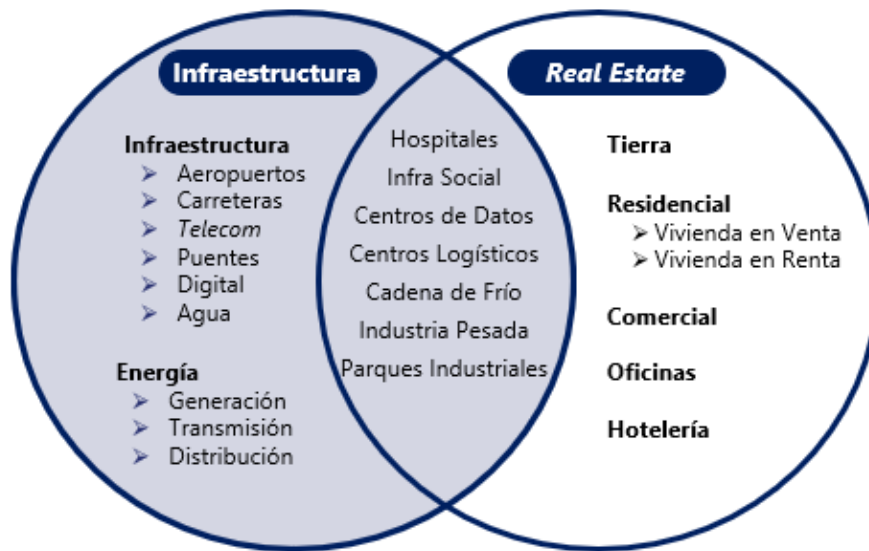 Infraestructura
Infraestructura
Aeropuertos
Carreteras
Telecom
Puentes
Digital
Agua
Energía
Generación
Transmisión
Distribución
Hospitales
Infra Social
Centros de Datos
Centros Logísticos
Cadena de Frío
Industria Pesada
Parques Industriales
Real Estate
Tierra
Residencial
Vivienda en Venta
Vivienda en Renta
Comercial
Oficinas
Hotelería